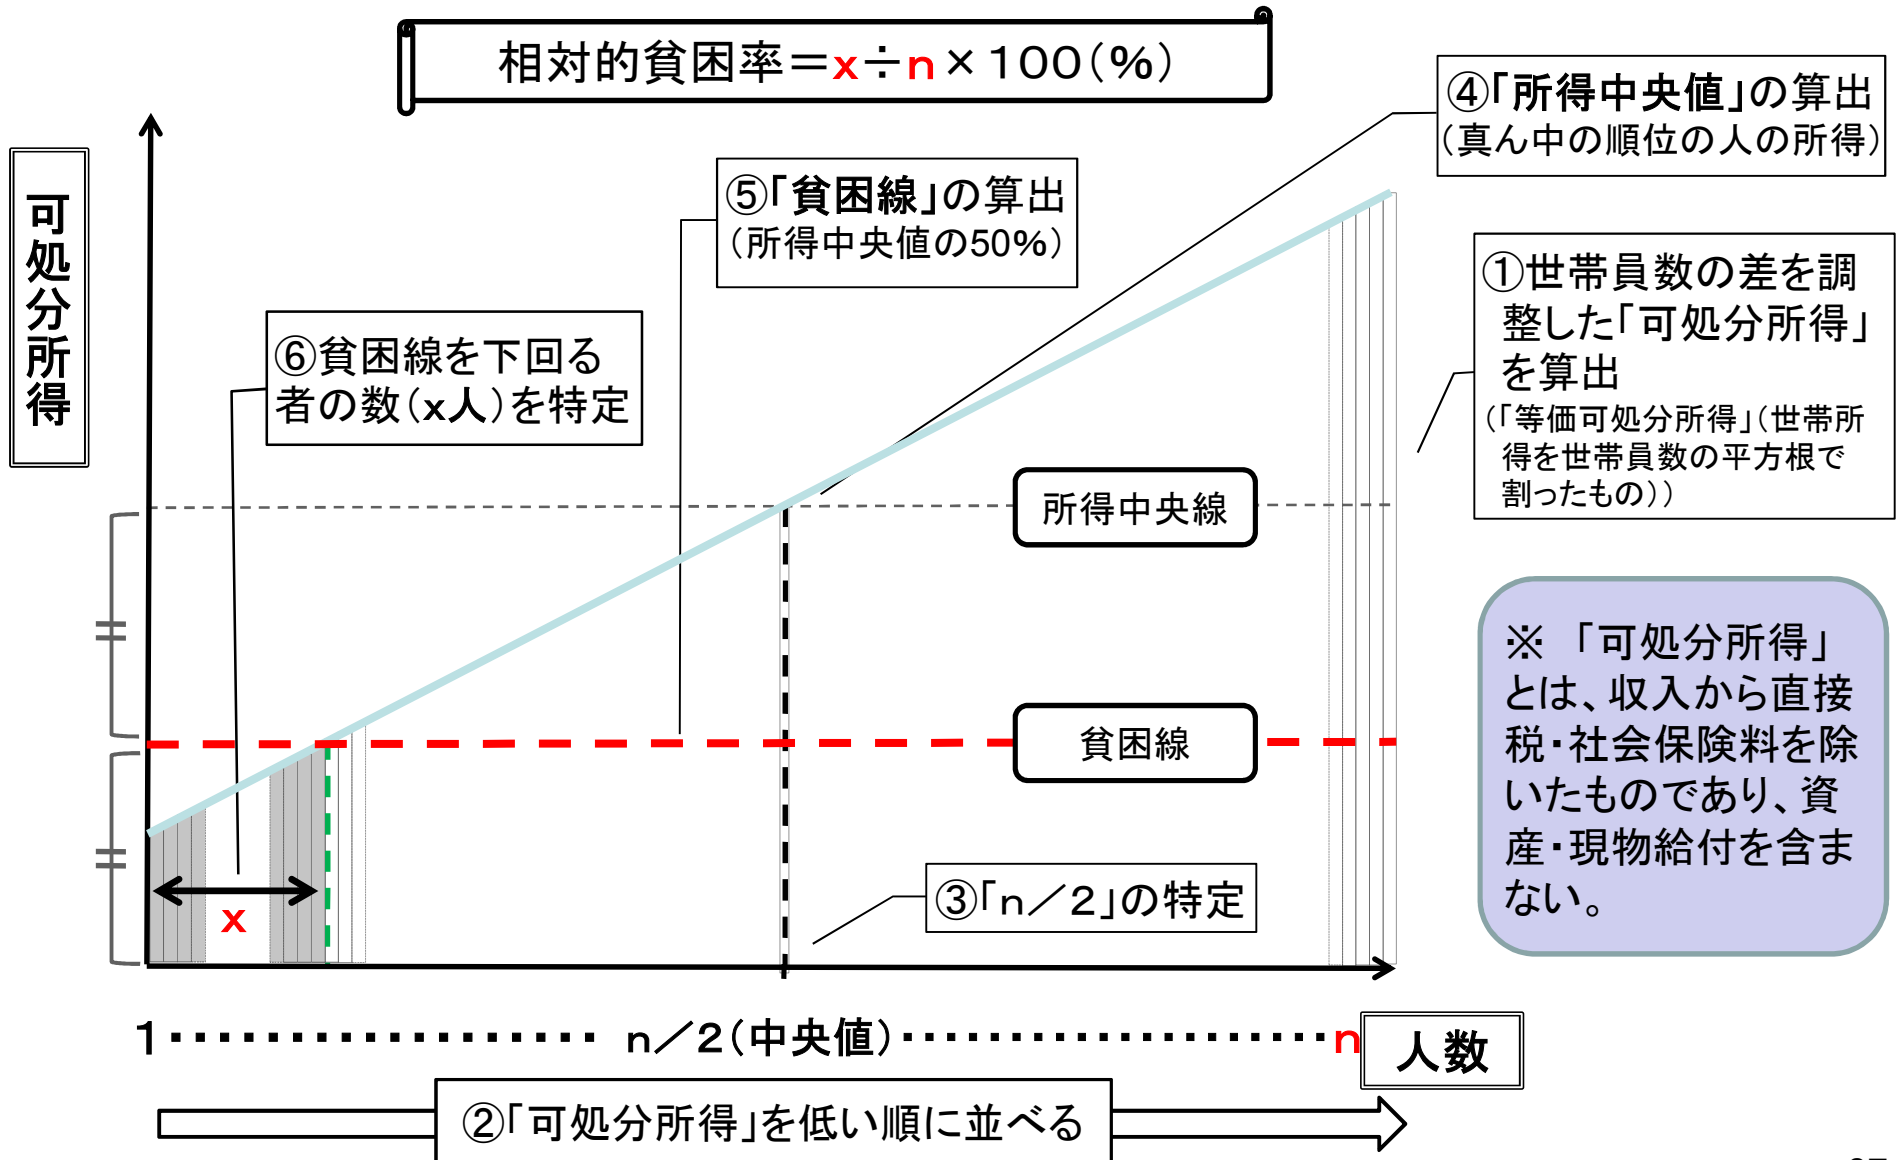 相対的貧困率＝x÷n×100(%)
④「所得中央値」の算出
(真ん中の順位の人の所得)
可処分所得
⑤「貧困線」の算出
(所得中央値の50%)
①世帯員数の差を調
整した「可処分所得」
を算出
(「等価可処分所得」(世帯所
得を世帯員数の平方根で
割ったもの))
⑥貧困線を下回る
者の数(x人)を特定
所得中央線
貧困線
※ 「可処分所得」
とは、収入から直接
税・社会保険料を除
いたものであり、資
産・現物給付を含ま
ない。
x
③「n／2」の特定
1・・・・・・・・・・・・・・・・・・ n／2(中央値)・・・・・・・・・・・・・・・・・・n
人数
②「可処分所得」を低い順に並べる